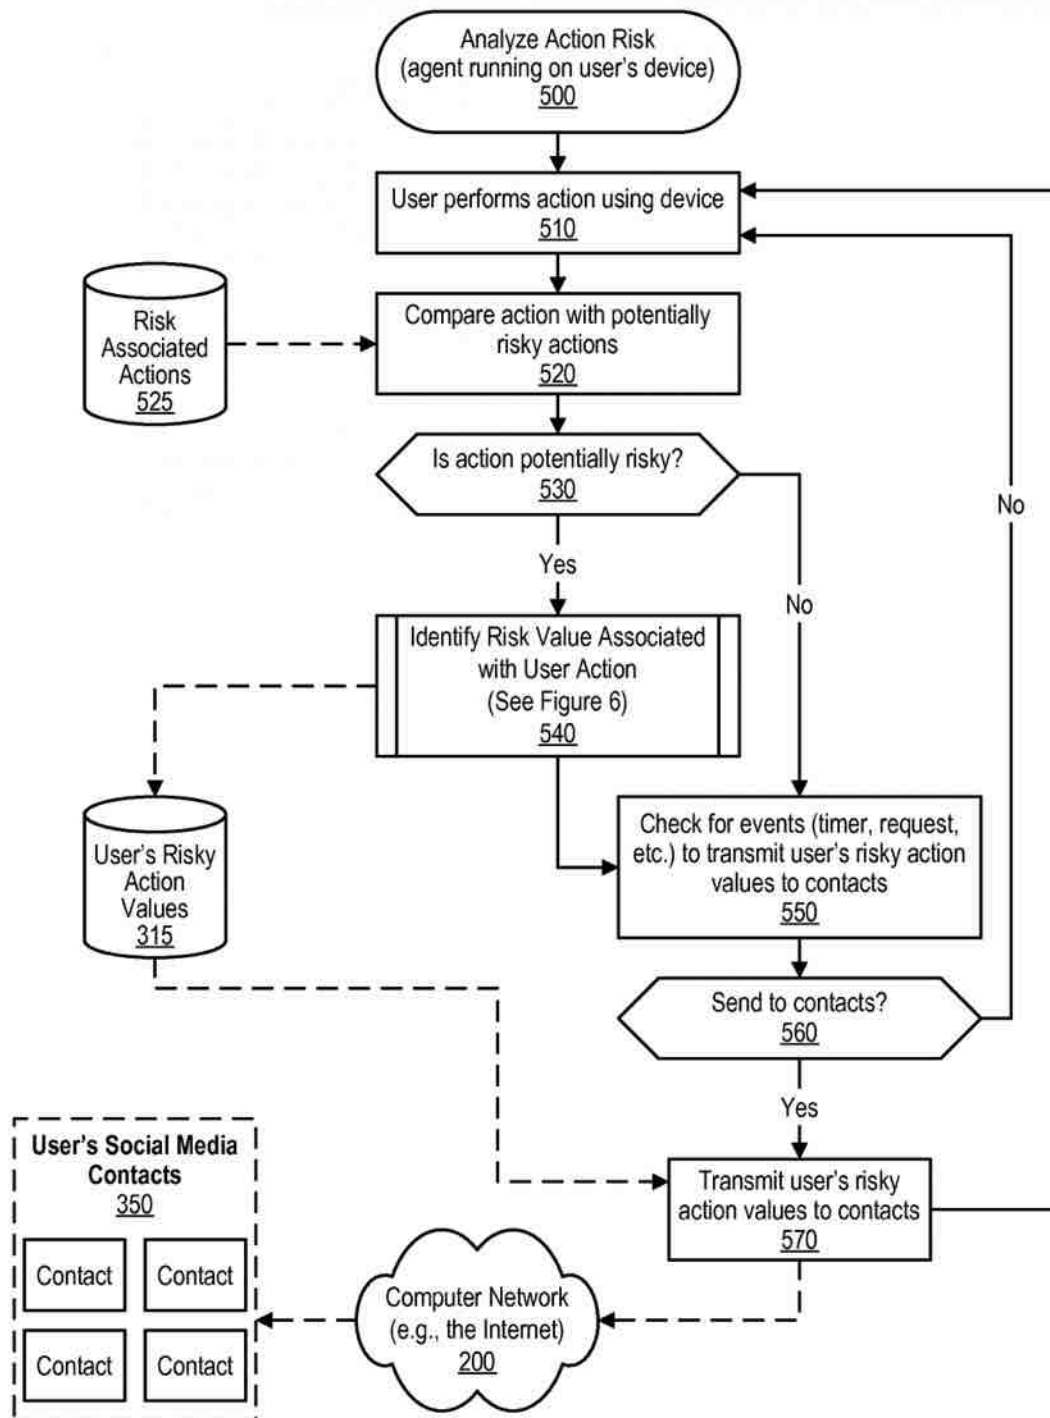 Analyze Action Risk
(agent running on user's device)
500
User performs action using device
510
Compare action with potentially
risky actions
520
Risk
Associated
Actions
525
Is action potentially risky?
530
Yes
No
No
Identify Risk Value Associated
with User Action
(See Figure 6)
540
User's Risky
Action
Values
315
Check for events (timer, request,
etc.) to transmit user's risky action
values to contacts
550
Send to contacts?
560
Yes
Transmit user's risky
action values to contacts
570
User's Social Media
Contacts
350
Contact
Contact
Contact
Contact
Computer Network
(e.g., the Internet)
200